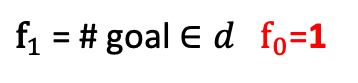 f₁ = # goal ∈ d f₀=1